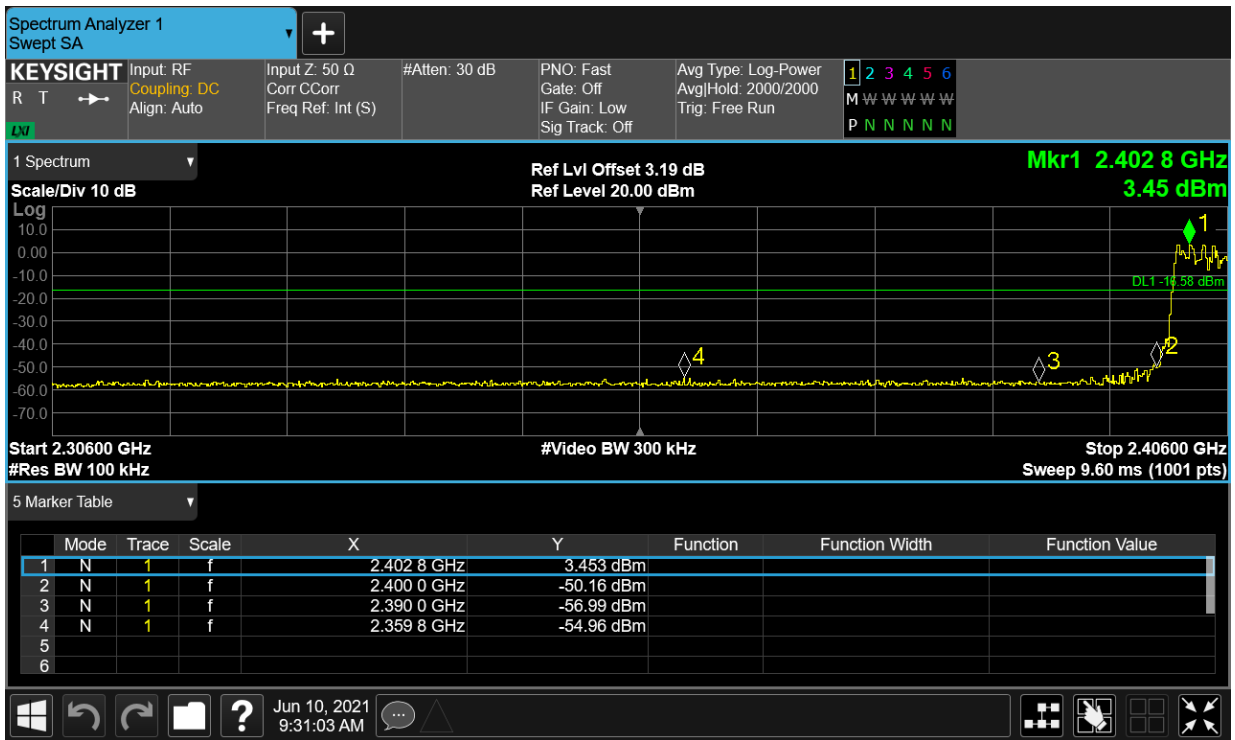 Spectrum Analyzer 1
Swept SA
+
KEYSIGHT
R T
LXI
Input: RF
Coupling: DC
Align: Auto
Input Z: 50 Ω
Corr CCorr
Freq Ref: Int (S)
#Atten: 30 dB
PNO: Fast
Gate: Off
IF Gain: Low
Sig Track: Off
Avg Type: Log-Power
Avg|Hold: 2000/2000
Trig: Free Run
1 2 3 4 5 6
M W W W W W
P N N N N N
1 Spectrum
Scale/Div 10 dB
Ref Lvl Offset 3.19 dB
Ref Level 20.00 dBm
Mkr1 2.402 8 GHz
3.45 dBm
Log
10.0
0.00
-10.0
-20.0
-30.0
-40.0
-50.0
-60.0
-70.0
1
DL1 -16.58 dBm
2
3
4
Start 2.30600 GHz
#Res BW 100 kHz
#Video BW 300 kHz
Stop 2.40600 GHz
Sweep 9.60 ms (1001 pts)
5 Marker Table
Mode Trace Scale X Y Function Function Width Function Value
1 N 1 f 2.402 8 GHz 3.453 dBm
2 N 1 f 2.400 0 GHz -50.16 dBm
3 N 1 f 2.390 0 GHz -56.99 dBm
4 N 1 f 2.359 8 GHz -54.96 dBm
5
6
?
Jun 10, 2021
9:31:03 AM